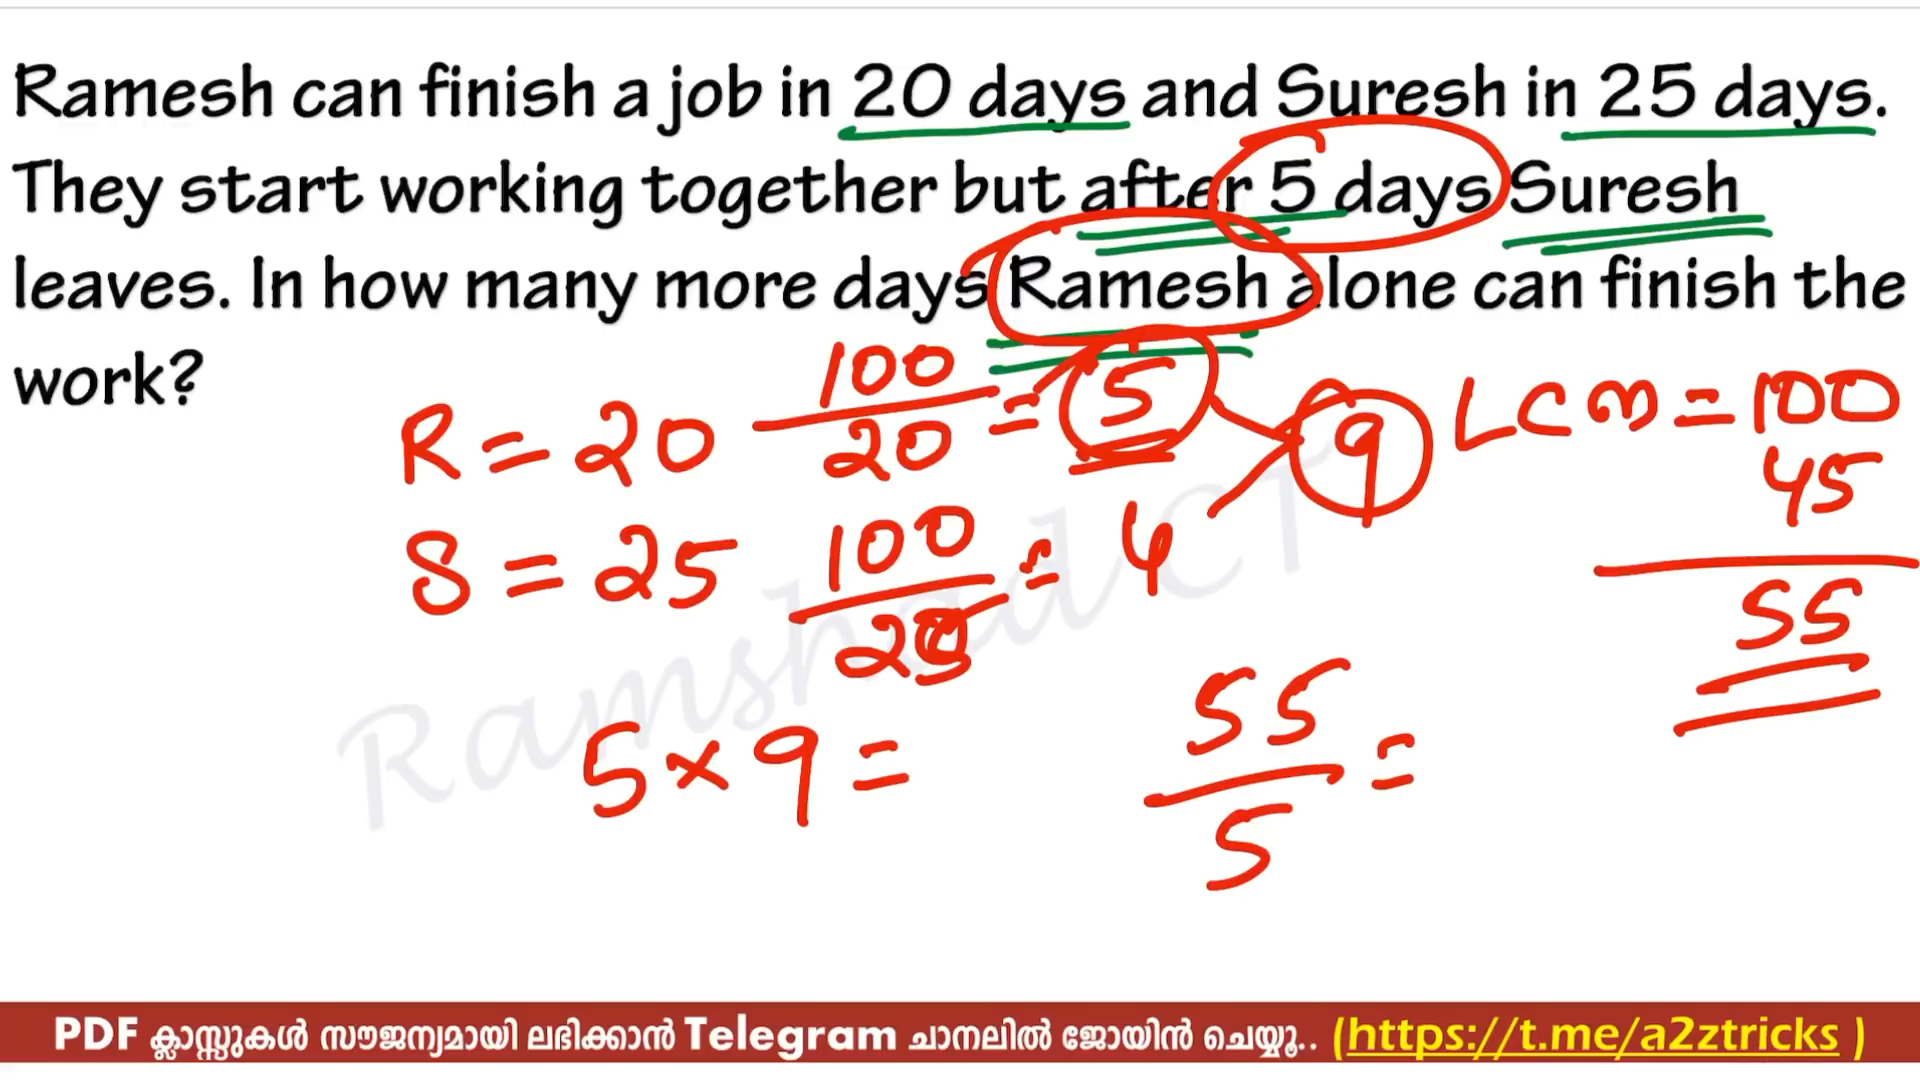 Ramesh can finish a job in 20 days and Suresh in 25 days.
They start working together but after 5 days Suresh
leaves. In how many more days Ramesh alone can finish the
work?
R = 20 100/20 = 5 9 LCM = 100
45
S = 25 100/25 = 4
55
5 × 9 = 55/5 =
Ramshad CT
PDF ക്ലാസ്സുകൾ സൗജന്യമായി ലഭിക്കാൻ Telegram ചാനലിൽ ജോയിൻ ചെയ്യൂ.. (https://t.me/a2ztricks )